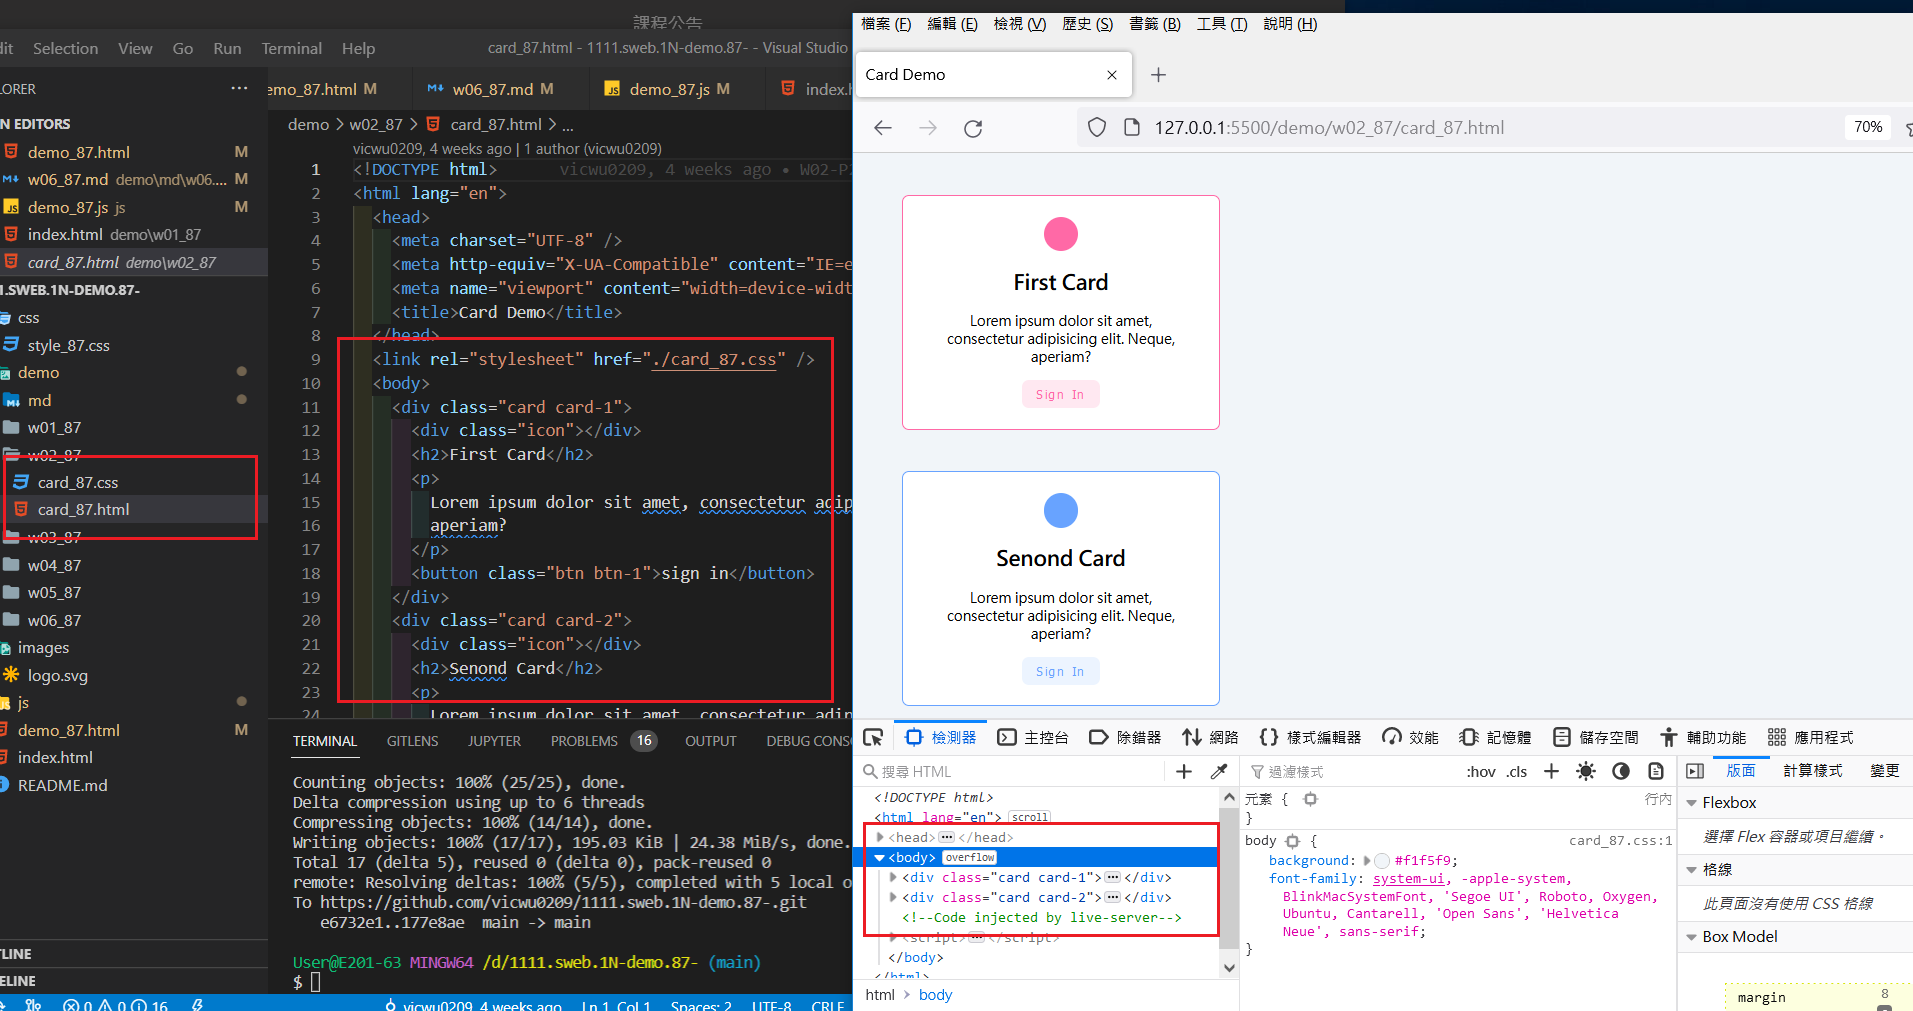 課程公告
dit Selection View Go Run Terminal Help
card_87.html - 1111.sweb.1N-demo.87- - Visual Studio
LORER
···
N EDITORS
demo_87.html M
w06_87.md demo\md\w06.... M
demo_87.js js M
index.html demo\w01_87
card_87.html demo\w02_87
1.SWEB.1N-DEMO.87-
css
style_87.css
demo
md
w01_87
w02_87
card_87.css
card_87.html
w03_87
w04_87
w05_87
w06_87
images
logo.svg
js
demo_87.html M
index.html
README.md
TLINE
ELINE
emo_87.html M
w06_87.md M
demo_87.js M
index.h
demo > w02_87 > card_87.html > ...
vicwu0209, 4 weeks ago | 1 author (vicwu0209)
1 <!DOCTYPE html> vicwu0209, 4 weeks ago • W02-P
2 <html lang="en">
3 <head>
4 <meta charset="UTF-8" />
5 <meta http-equiv="X-UA-Compatible" content="IE=e
6 <meta name="viewport" content="width=device-widt
7 <title>Card Demo</title>
8 </head>
9 <link rel="stylesheet" href="./card_87.css" />
10 <body>
11 <div class="card card-1">
12 <div class="icon"></div>
13 <h2>First Card</h2>
14 <p>
15 Lorem ipsum dolor sit amet, consectetur adip
16 aperiam?
17 </p>
18 <button class="btn btn-1">sign in</button>
19 </div>
20 <div class="card card-2">
21 <div class="icon"></div>
22 <h2>Senond Card</h2>
23 <p>
24 Lorem ipsum dolor sit amet, consectetur adip
TERMINAL GITLENS JUPYTER PROBLEMS 16 OUTPUT DEBUG CONSO
Counting objects: 100% (25/25), done.
Delta compression using up to 6 threads
Compressing objects: 100% (14/14), done.
Writing objects: 100% (17/17), 195.03 KiB | 24.38 MiB/s, done.
Total 17 (delta 5), reused 0 (delta 0), pack-reused 0
remote: Resolving deltas: 100% (5/5), completed with 5 local o
To https://github.com/vicwu0209/1111.sweb.1N-demo.87-.git
e6732e1..177e8ae main -> main
User@E201-63 MINGW64 /d/1111.sweb.1N-demo.87- (main)
$
0 0 16
vicwu0209, 4 weeks ago Ln 1, Col 1 Spaces: 2 UTF-8 CRLF
檔案 (F) 編輯 (E) 檢視 (V) 歷史 (S) 書籤 (B) 工具 (T) 說明 (H)
Card Demo
127.0.0.1:5500/demo/w02_87/card_87.html
70%
First Card
Lorem ipsum dolor sit amet,
consectetur adipisicing elit. Neque,
aperiam?
Sign In
Senond Card
Lorem ipsum dolor sit amet,
consectetur adipisicing elit. Neque,
aperiam?
Sign In
檢測器 主控台 除錯器 網路 樣式編輯器 效能 記憶體 儲存空間 輔助功能 應用程式
搜尋 HTML
<!DOCTYPE html>
<html lang="en"> scroll
<head> ··· </head>
<body> overflow
<div class="card card-1"> ··· </div>
<div class="card card-2"> ··· </div>
<!--Code injected by live-server-->
<script> ··· </script>
</body>
</html>
html > body
過濾樣式
:hov .cls
元素 { 行內
}
body { card_87.css:1
background: #f1f5f9;
font-family: system-ui, -apple-system,
BlinkMacSystemFont, 'Segoe UI', Roboto, Oxygen,
Ubuntu, Cantarell, 'Open Sans', 'Helvetica
Neue', sans-serif;
}
版面 計算樣式 變更
Flexbox
選擇 Flex 容器或項目繼續。
格線
此頁面沒有使用 CSS 格線
Box Model
margin 8